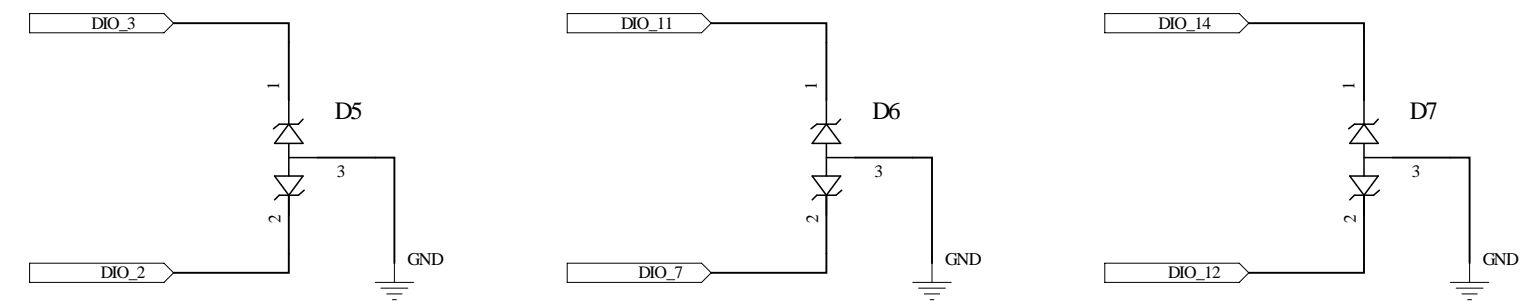 DIO_3
DIO_11
DIO_14
1
1
1
D5
D6
D7
3
3
3
2
2
2
GND
GND
GND
DIO_2
DIO_7
DIO_12